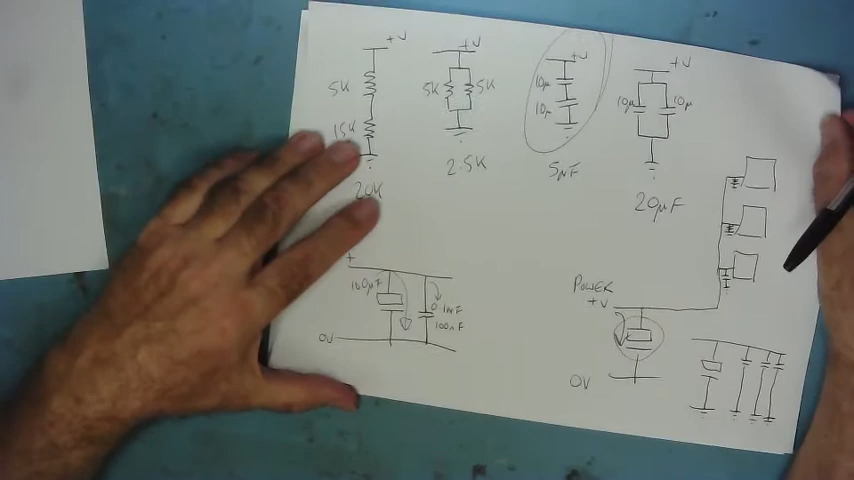 +V
+V
+V
+V
5K
15K
20K
5K
5K
2.5K
10µ
10µ
5µF
10µ
10µ
20µF
+
100µF
0.1µF
100nF
0V
POWER
+V
0V